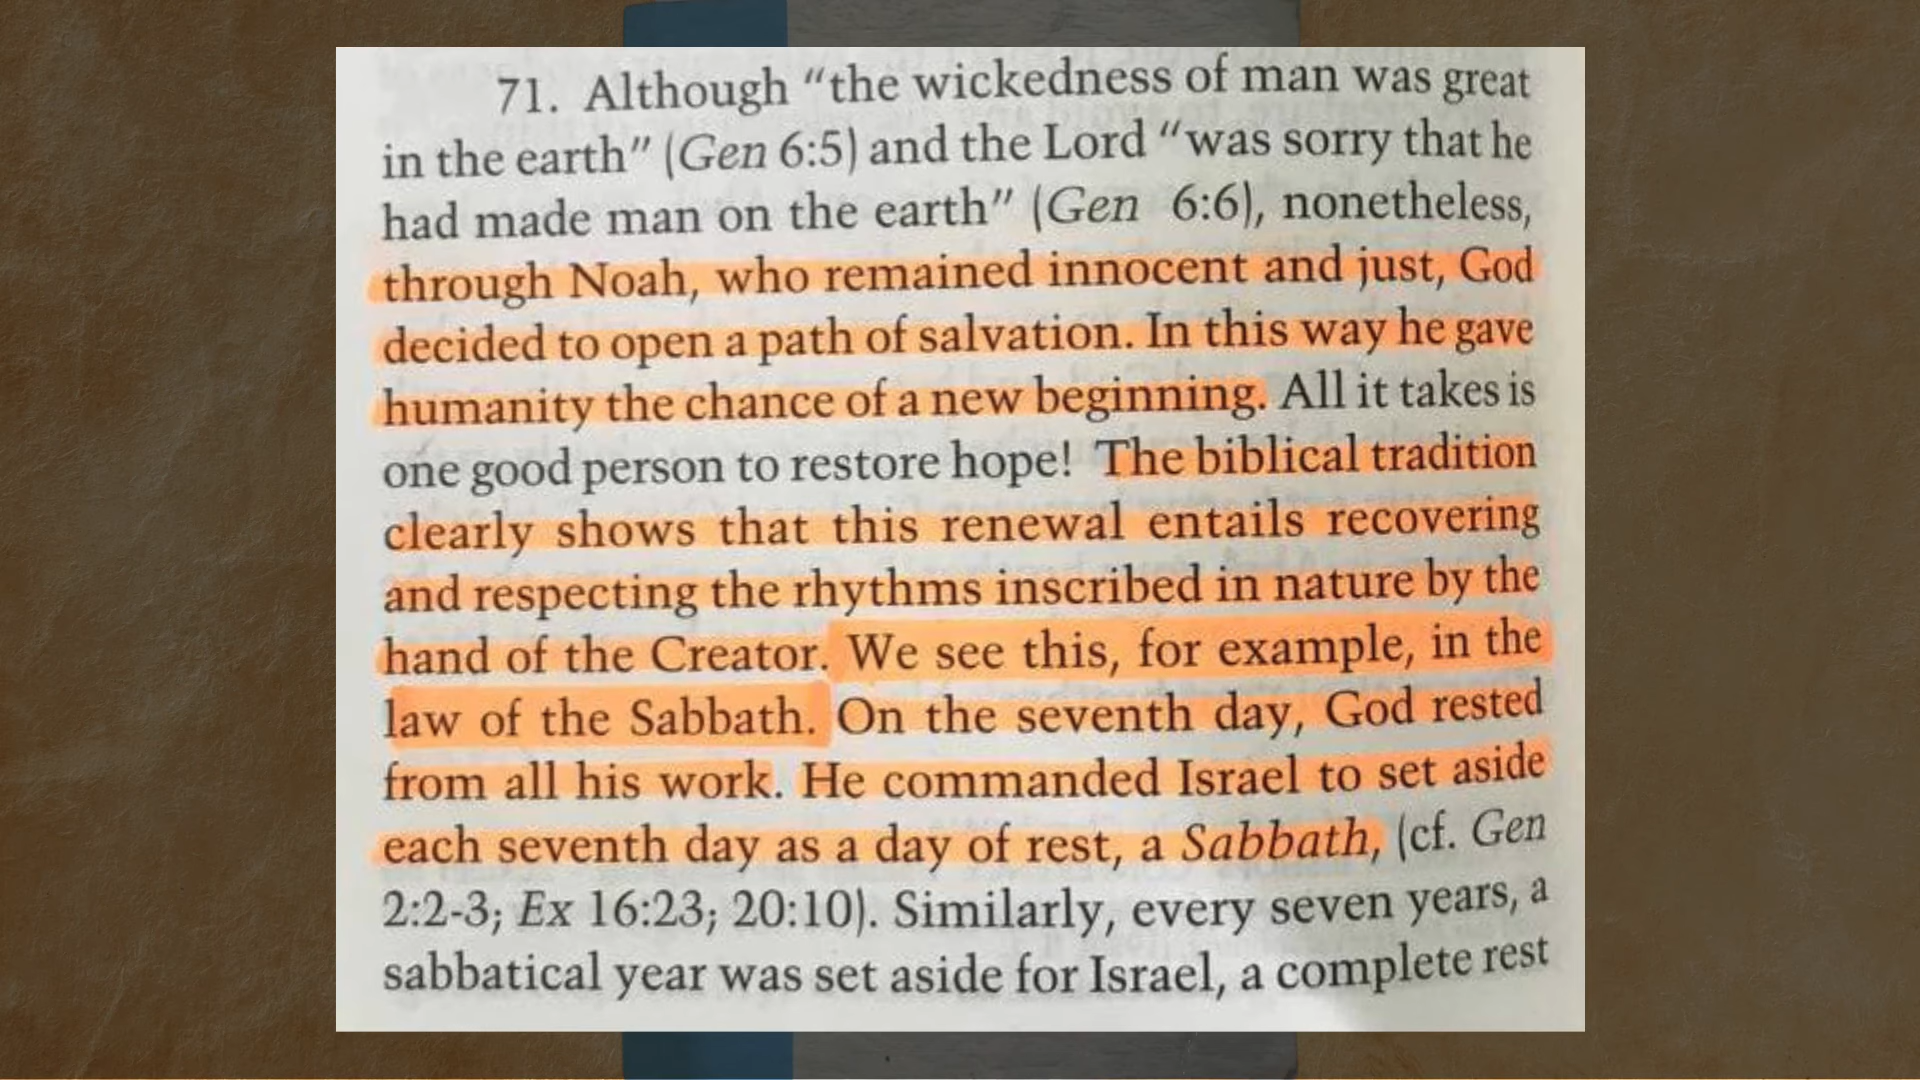 71. Although “the wickedness of man was great
in the earth” (Gen 6:5) and the Lord “was sorry that he
had made man on the earth” (Gen 6:6), nonetheless,
through Noah, who remained innocent and just, God
decided to open a path of salvation. In this way he gave
humanity the chance of a new beginning. All it takes is
one good person to restore hope! The biblical tradition
clearly shows that this renewal entails recovering
and respecting the rhythms inscribed in nature by the
hand of the Creator. We see this, for example, in the
law of the Sabbath. On the seventh day, God rested
from all his work. He commanded Israel to set aside
each seventh day as a day of rest, a Sabbath, (cf. Gen
2:2-3; Ex 16:23; 20:10). Similarly, every seven years, a
sabbatical year was set aside for Israel, a complete rest